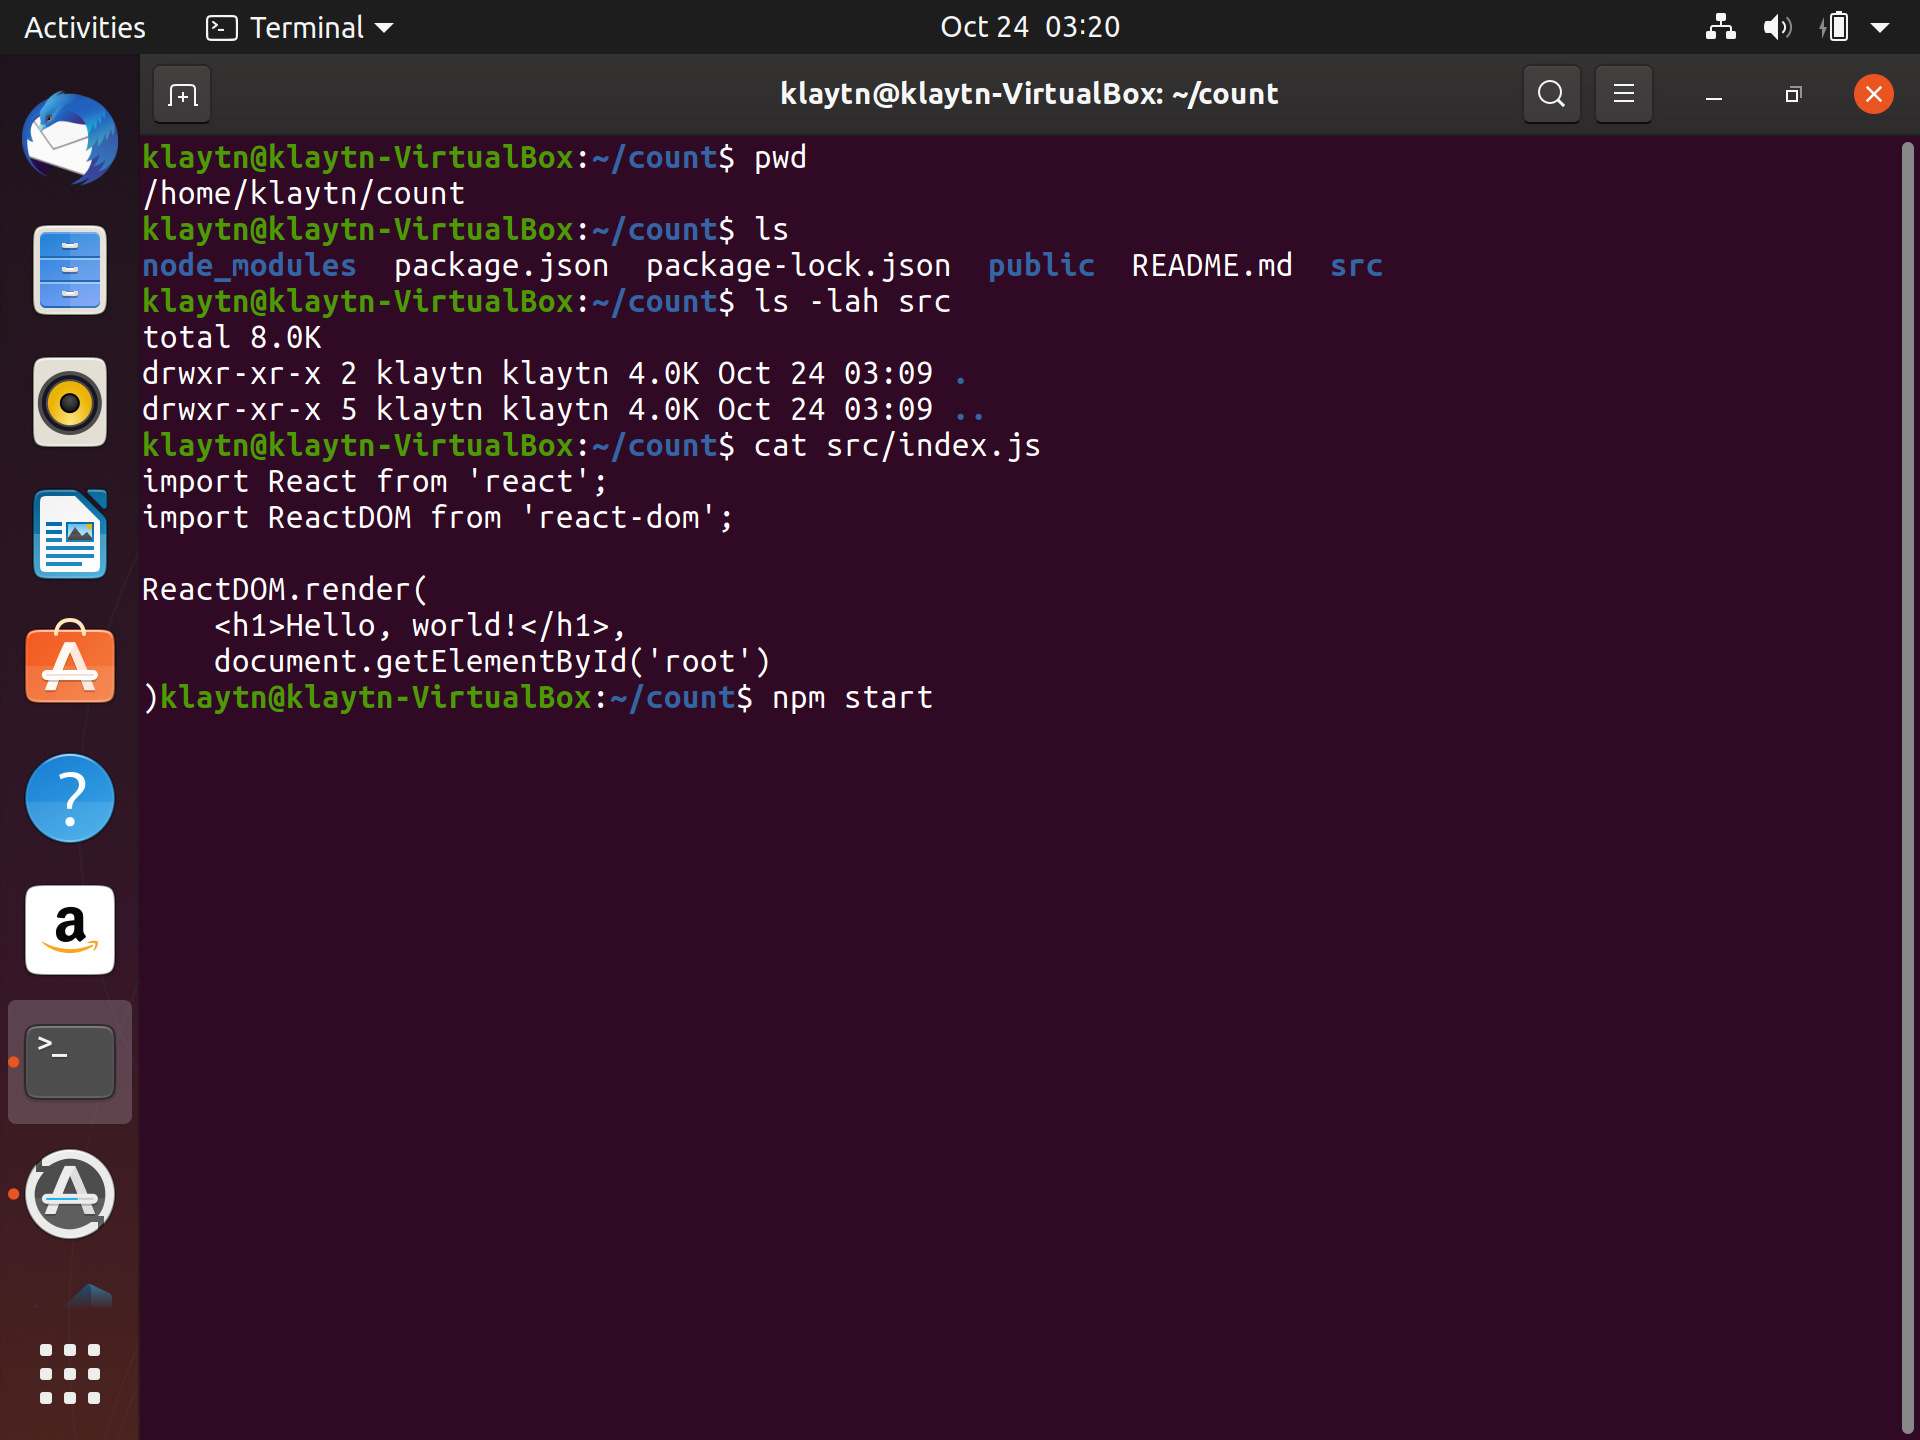 Activities Terminal Oct 24 03:20
klaytn@klaytn-VirtualBox: ~/count
klaytn@klaytn-VirtualBox:~/count$ pwd
/home/klaytn/count
klaytn@klaytn-VirtualBox:~/count$ ls
node_modules package.json package-lock.json public README.md src
klaytn@klaytn-VirtualBox:~/count$ ls -lah src
total 8.0K
drwxr-xr-x 2 klaytn klaytn 4.0K Oct 24 03:09 .
drwxr-xr-x 5 klaytn klaytn 4.0K Oct 24 03:09 ..
klaytn@klaytn-VirtualBox:~/count$ cat src/index.js
import React from 'react';
import ReactDOM from 'react-dom';

ReactDOM.render(
    <h1>Hello, world!</h1>,
    document.getElementById('root')
)klaytn@klaytn-VirtualBox:~/count$ npm start